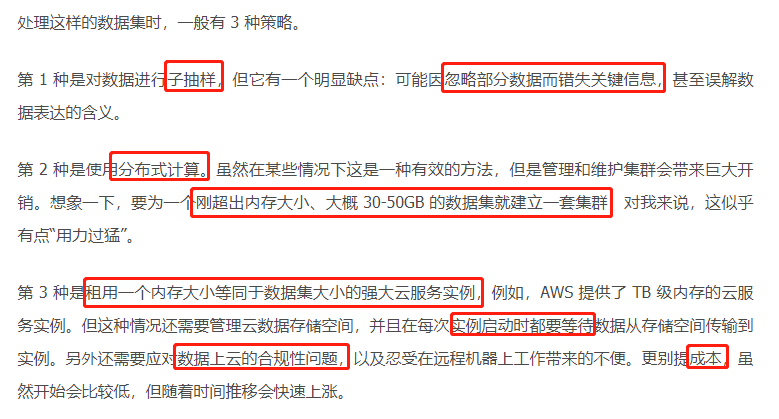 处理这样的数据集时，一般有 3 种策略。
第 1 种是对数据进行子抽样，但它有一个明显缺点：可能因忽略部分数据而错失关键信息，甚至误解数
据表达的含义。
第 2 种是使用分布式计算。虽然在某些情况下这是一种有效的方法，但是管理和维护集群会带来巨大开
销。想象一下，要为一个刚超出内存大小、大概 30-50GB 的数据集就建立一套集群，对我来说，这似乎
有点“用力过猛”。
第 3 种是租用一个内存大小等同于数据集大小的强大云服务实例，例如，AWS 提供了 TB 级内存的云服
务实例。但这种情况还需要管理云数据存储空间，并且在每次实例启动时都要等待数据从存储空间传输到
实例。另外还需要应对数据上云的合规性问题，以及忍受在远程机器上工作带来的不便。更别提成本，虽
然开始会比较低，但随着时间推移会快速上涨。